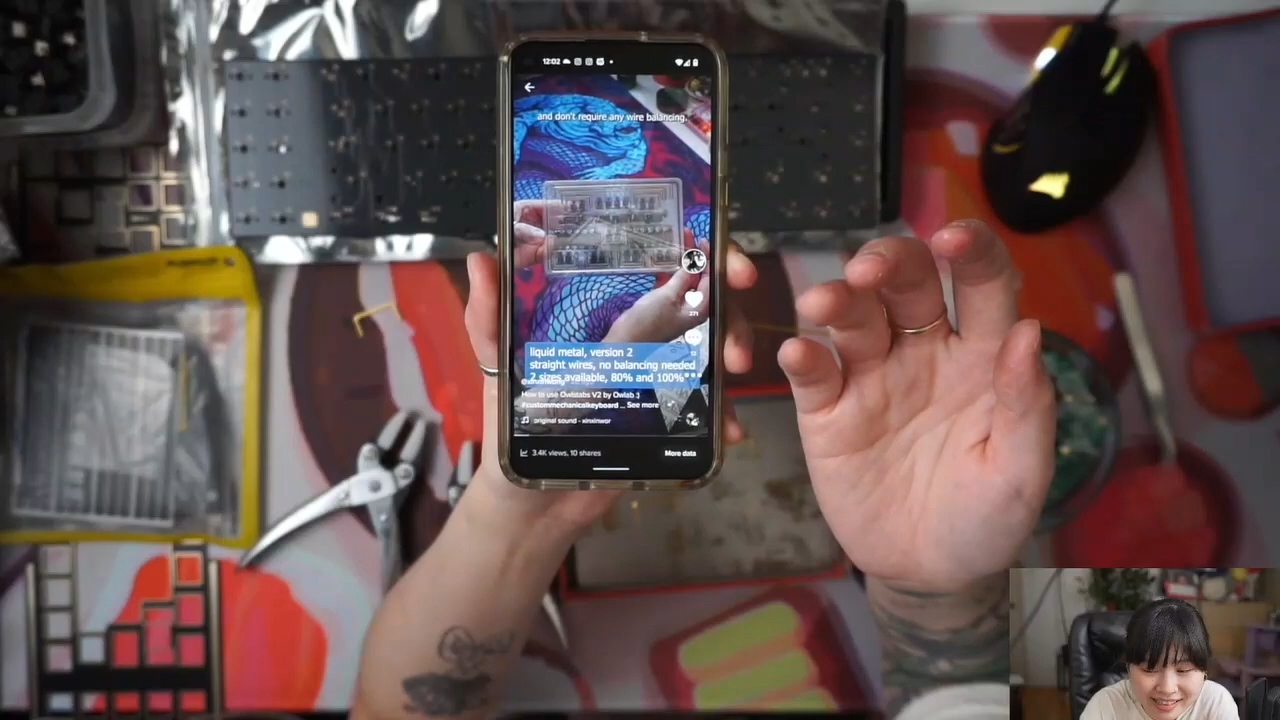 12:02
and don't require any wire balancing.
271
liquid metal, version 2
straight wires, no balancing needed
2 sizes available, 80% and 100%
How to use Owlstabs V2 by Owlab :)
#custommechanicalkeyboard ... See more
original sound - xinxinwor
3.4K views, 10 shares
More data